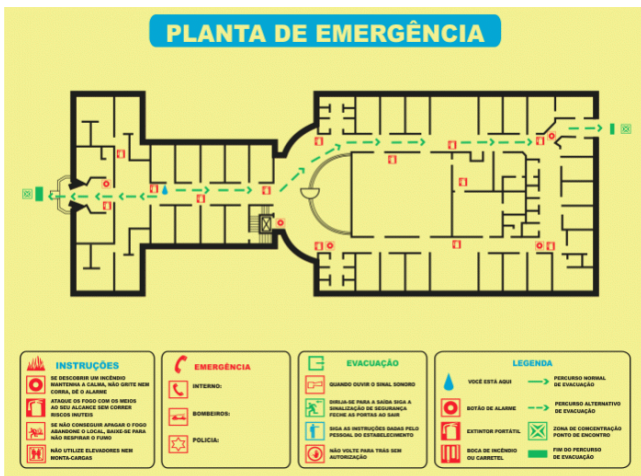 PLANTA DE EMERGÊNCIA
INSTRUÇÕES
SE DESCOBRIR UM INCÊNDIO
MANTENHA A CALMA, NÃO GRITE NEM
CORRA, DÊ O ALARME
ATAQUE OS FOGO COM OS MEIOS
AO SEU ALCANCE SEM CORRER
RISCOS INUTEIS
SE NÃO CONSEGUIR APAGAR O FOGO
ABANDONE O LOCAL, BAIXE-SE PARA
NÃO RESPIRAR O FUMO
NÃO UTILIZE ELEVADORES NEM
MONTA-CARGAS
EMERGÊNCIA
INTERNO:
BOMBEIROS:
POLICIA:
EVACUAÇÃO
QUANDO OUVIR O SINAL SONORO
DIRIJA-SE PARA A SAÍDA SIGA A
SINALIZAÇÃO DE SEGURANÇA
FECHE AS PORTAS AO SAIR
SIGA AS INSTRUÇÕES DADAS PELO
PESSOAL DO ESTABELECIMENTO
NÃO VOLTE PARA TRÁS SEM
AUTORIZAÇÃO
LEGENDA
VOCÊ ESTÁ AQUI
BOTÃO DE ALARME
EXTINTOR PORTÁTIL
BOCA DE INCÊNDIO
OU CARRETEL
PERCURSO NORMAL
DE EVACUAÇÃO
PERCURSO ALTERNATIVO
DE EVACUAÇÃO
ZONA DE CONCENTRAÇÃO
PONTO DE ENCONTRO
FIM DO PERCURSO
DE EVACUAÇÃO